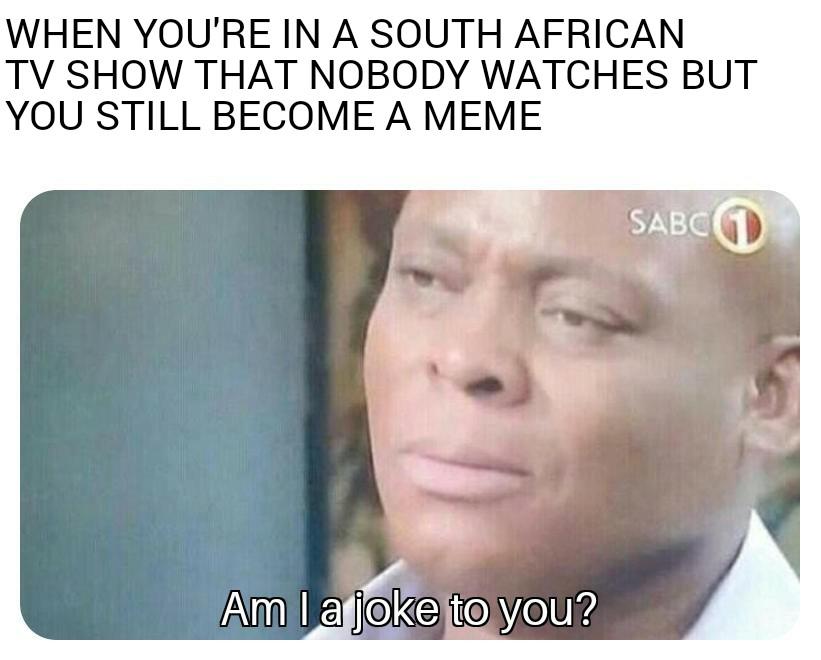 WHEN YOU'RE IN A SOUTH AFRICAN
TV SHOW THAT NOBODY WATCHES BUT
YOU STILL BECOME A MEME
SABC 1
Am I a joke to you?